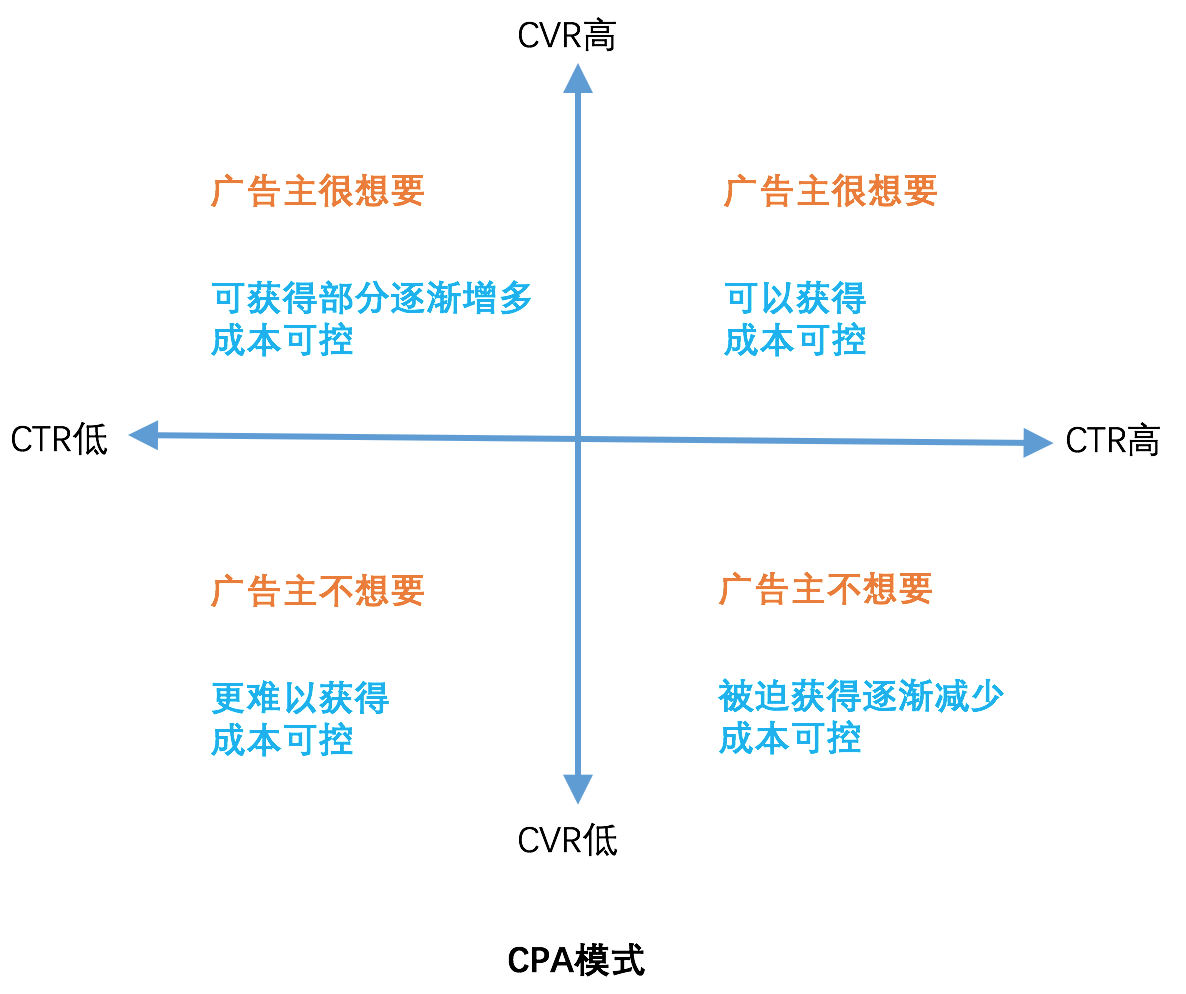 CVR高
广告主很想要
广告主很想要
可获得部分逐渐增多
成本可控
可以获得
成本可控
CTR低
CTR高
广告主不想要
广告主不想要
更难以获得
成本可控
被迫获得逐渐减少
成本可控
CVR低
CPA模式